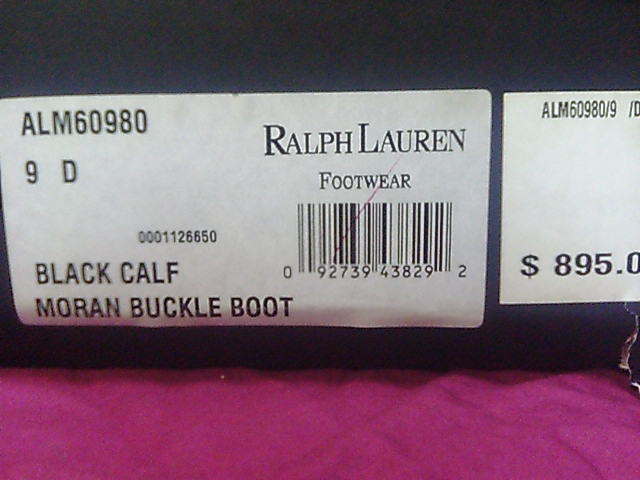 ALM60980
9 D
0001126650
BLACK CALF
MORAN BUCKLE BOOT
RALPH LAUREN
FOOTWEAR
0 92739 43829 2
ALM60980/9 /D
$ 895.0